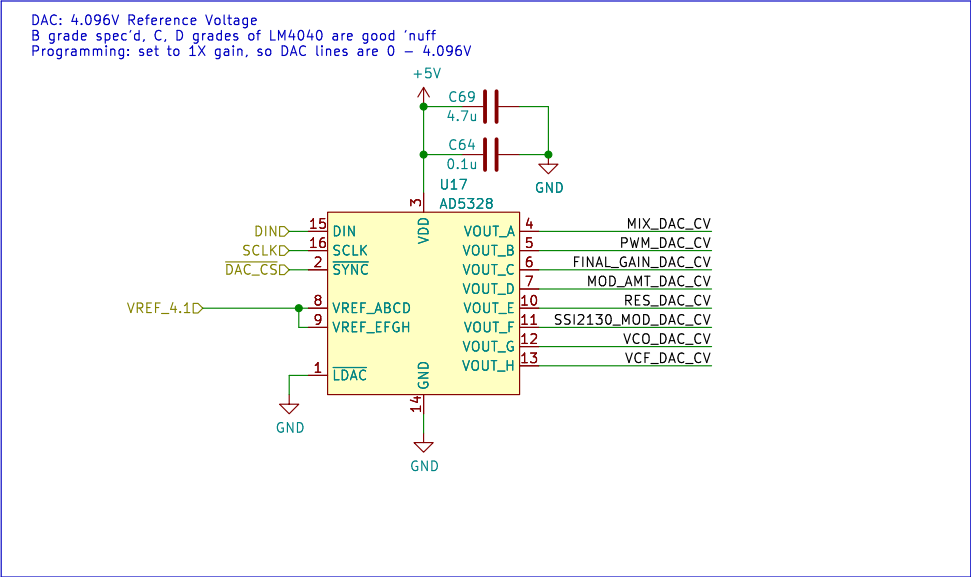 DAC: 4.096V Reference Voltage
B grade spec'd, C, D grades of LM4040 are good 'nuff
Programming: set to 1X gain, so DAC lines are 0 - 4.096V
+5V
C69
4.7u
C64
0.1u
GND
U17
AD5328
3
VDD
DIN 15 DIN
SCLK 16 SCLK
DAC_CS 2 SYNC
VREF_4.1 8 VREF_ABCD
9 VREF_EFGH
1 LDAC
VOUT_A 4 MIX_DAC_CV
VOUT_B 5 PWM_DAC_CV
VOUT_C 6 FINAL_GAIN_DAC_CV
VOUT_D 7 MOD_AMT_DAC_CV
VOUT_E 10 RES_DAC_CV
VOUT_F 11 SSI2130_MOD_DAC_CV
VOUT_G 12 VCO_DAC_CV
VOUT_H 13 VCF_DAC_CV
GND
14
GND
GND